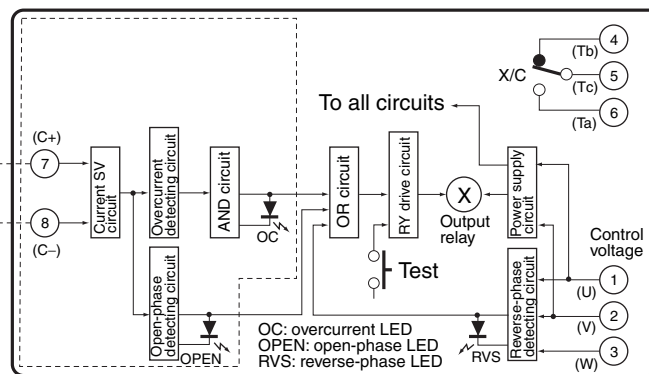 4
(Tb)
X/C
5
(Tc)
6
(Ta)
To all circuits
(C+)
7
8
(C−)
Current SV
circuit
Overcurrent
detecting circuit
AND circuit
OC
OR circuit
RY drive circuit
X
Output
relay
Power supply
circuit
Test
Control
voltage
1
(U)
2
(V)
3
(W)
Open-phase
detecting circuit
OPEN
Reverse-phase
detecting circuit
RVS
OC: overcurrent LED
OPEN: open-phase LED
RVS: reverse-phase LED